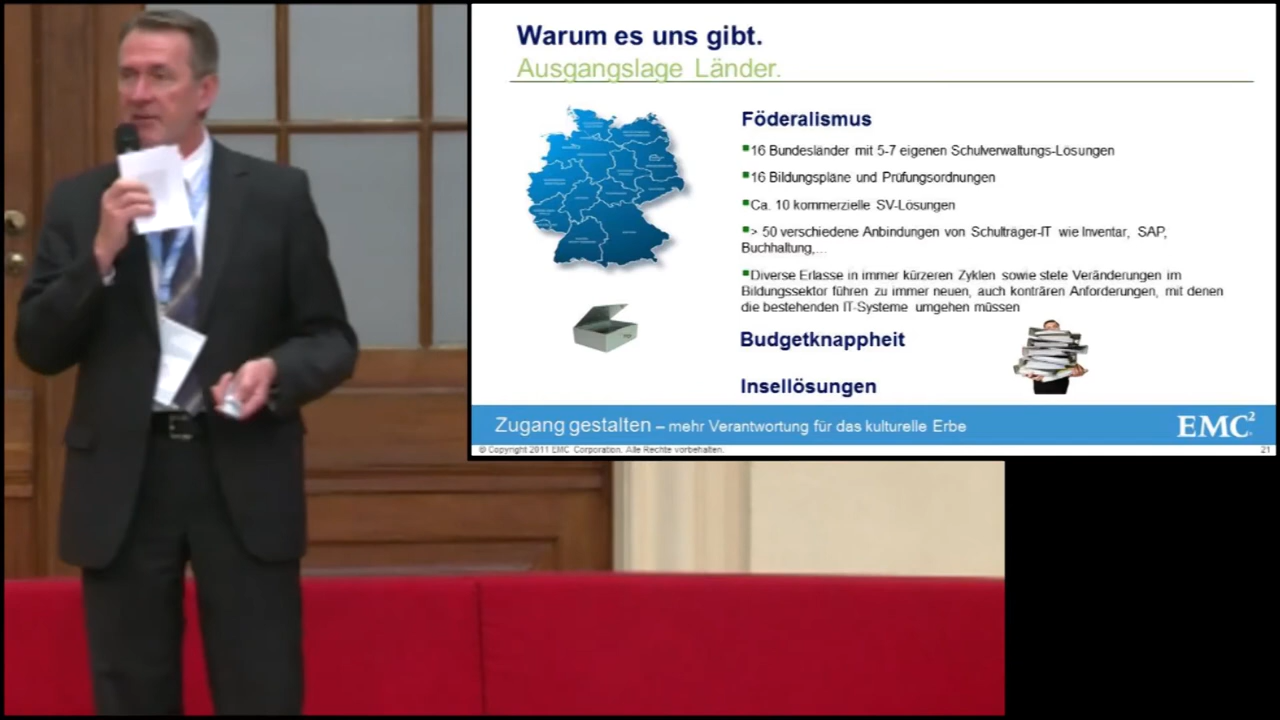 Warum es uns gibt.
Ausgangslage Länder.
Föderalismus
16 Bundesländer mit 5-7 eigenen Schulverwaltungs-Lösungen
16 Bildungspläne und Prüfungsordnungen
Ca. 10 kommerzielle SV-Lösungen
> 50 verschiedene Anbindungen von Schulträger-IT wie Inventar, SAP,
Buchhaltung,...
Diverse Erlasse in immer kürzeren Zyklen sowie stete Veränderungen im
Bildungssektor führen zu immer neuen, auch konträren Anforderungen, mit denen
die bestehenden IT-Systeme umgehen müssen
Budgetknappheit
Insellösungen
Zugang gestalten – mehr Verantwortung für das kulturelle Erbe
EMC²
© Copyright 2011 EMC Corporation. Alle Rechte vorbehalten.
21